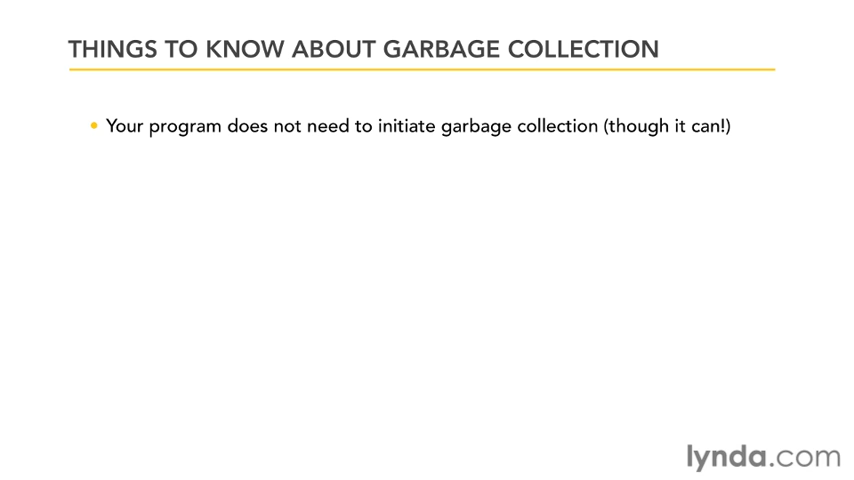 THINGS TO KNOW ABOUT GARBAGE COLLECTION
• Your program does not need to initiate garbage collection (though it can!)
lynda.com